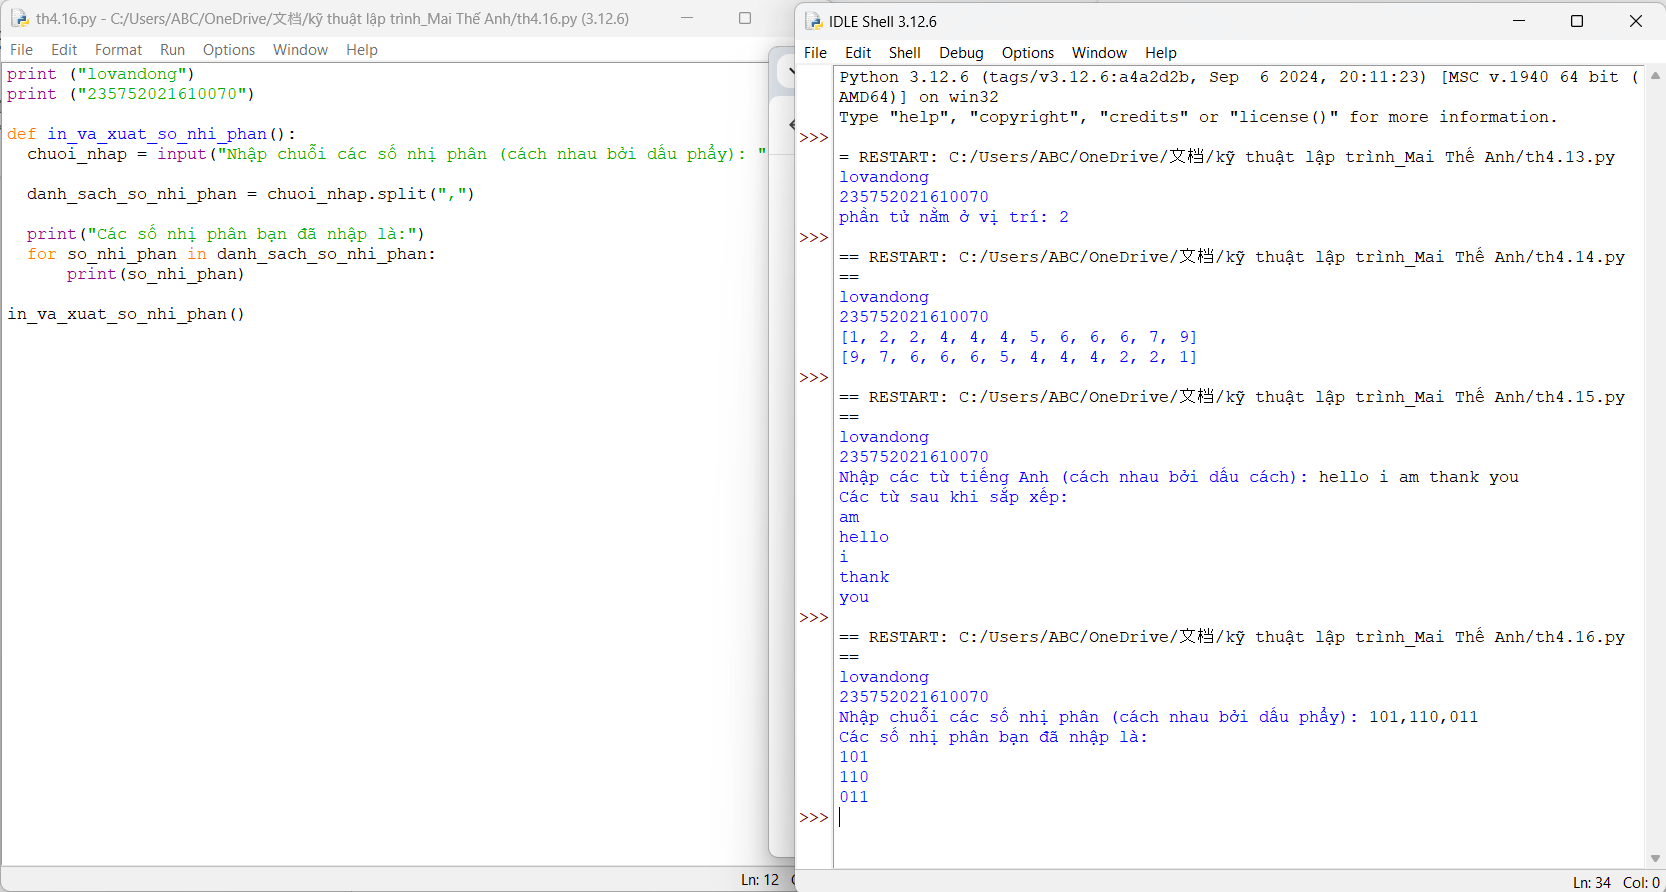 th4.16.py - C:/Users/ABC/OneDrive/文档/kỹ thuật lập trình_Mai Thế Anh/th4.16.py (3.12.6)
File Edit Format Run Options Window Help
print ("lovandong")
print ("235752021610070")
def in_va_xuat_so_nhi_phan():
chuoi_nhap = input("Nhập chuỗi các số nhị phân (cách nhau bởi dấu phẩy): "
danh_sach_so_nhi_phan = chuoi_nhap.split(",")
print("Các số nhị phân bạn đã nhập là:")
for so_nhi_phan in danh_sach_so_nhi_phan:
print(so_nhi_phan)
in_va_xuat_so_nhi_phan()
Ln: 12
IDLE Shell 3.12.6
File Edit Shell Debug Options Window Help
Python 3.12.6 (tags/v3.12.6:a4a2d2b, Sep  6 2024, 20:11:23) [MSC v.1940 64 bit (
AMD64)] on win32
Type "help", "copyright", "credits" or "license()" for more information.
>>>
= RESTART: C:/Users/ABC/OneDrive/文档/kỹ thuật lập trình_Mai Thế Anh/th4.13.py
lovandong
235752021610070
phần tử nằm ở vị trí: 2
>>>
== RESTART: C:/Users/ABC/OneDrive/文档/kỹ thuật lập trình_Mai Thế Anh/th4.14.py
==
lovandong
235752021610070
[1, 2, 2, 4, 4, 4, 5, 6, 6, 6, 7, 9]
[9, 7, 6, 6, 6, 5, 4, 4, 4, 2, 2, 1]
>>>
== RESTART: C:/Users/ABC/OneDrive/文档/kỹ thuật lập trình_Mai Thế Anh/th4.15.py
==
lovandong
235752021610070
Nhập các từ tiếng Anh (cách nhau bởi dấu cách): hello i am thank you
Các từ sau khi sắp xếp:
am
hello
i
thank
you
>>>
== RESTART: C:/Users/ABC/OneDrive/文档/kỹ thuật lập trình_Mai Thế Anh/th4.16.py
==
lovandong
235752021610070
Nhập chuỗi các số nhị phân (cách nhau bởi dấu phẩy): 101,110,011
Các số nhị phân bạn đã nhập là:
101
110
011
>>>
Ln: 34 Col: 0